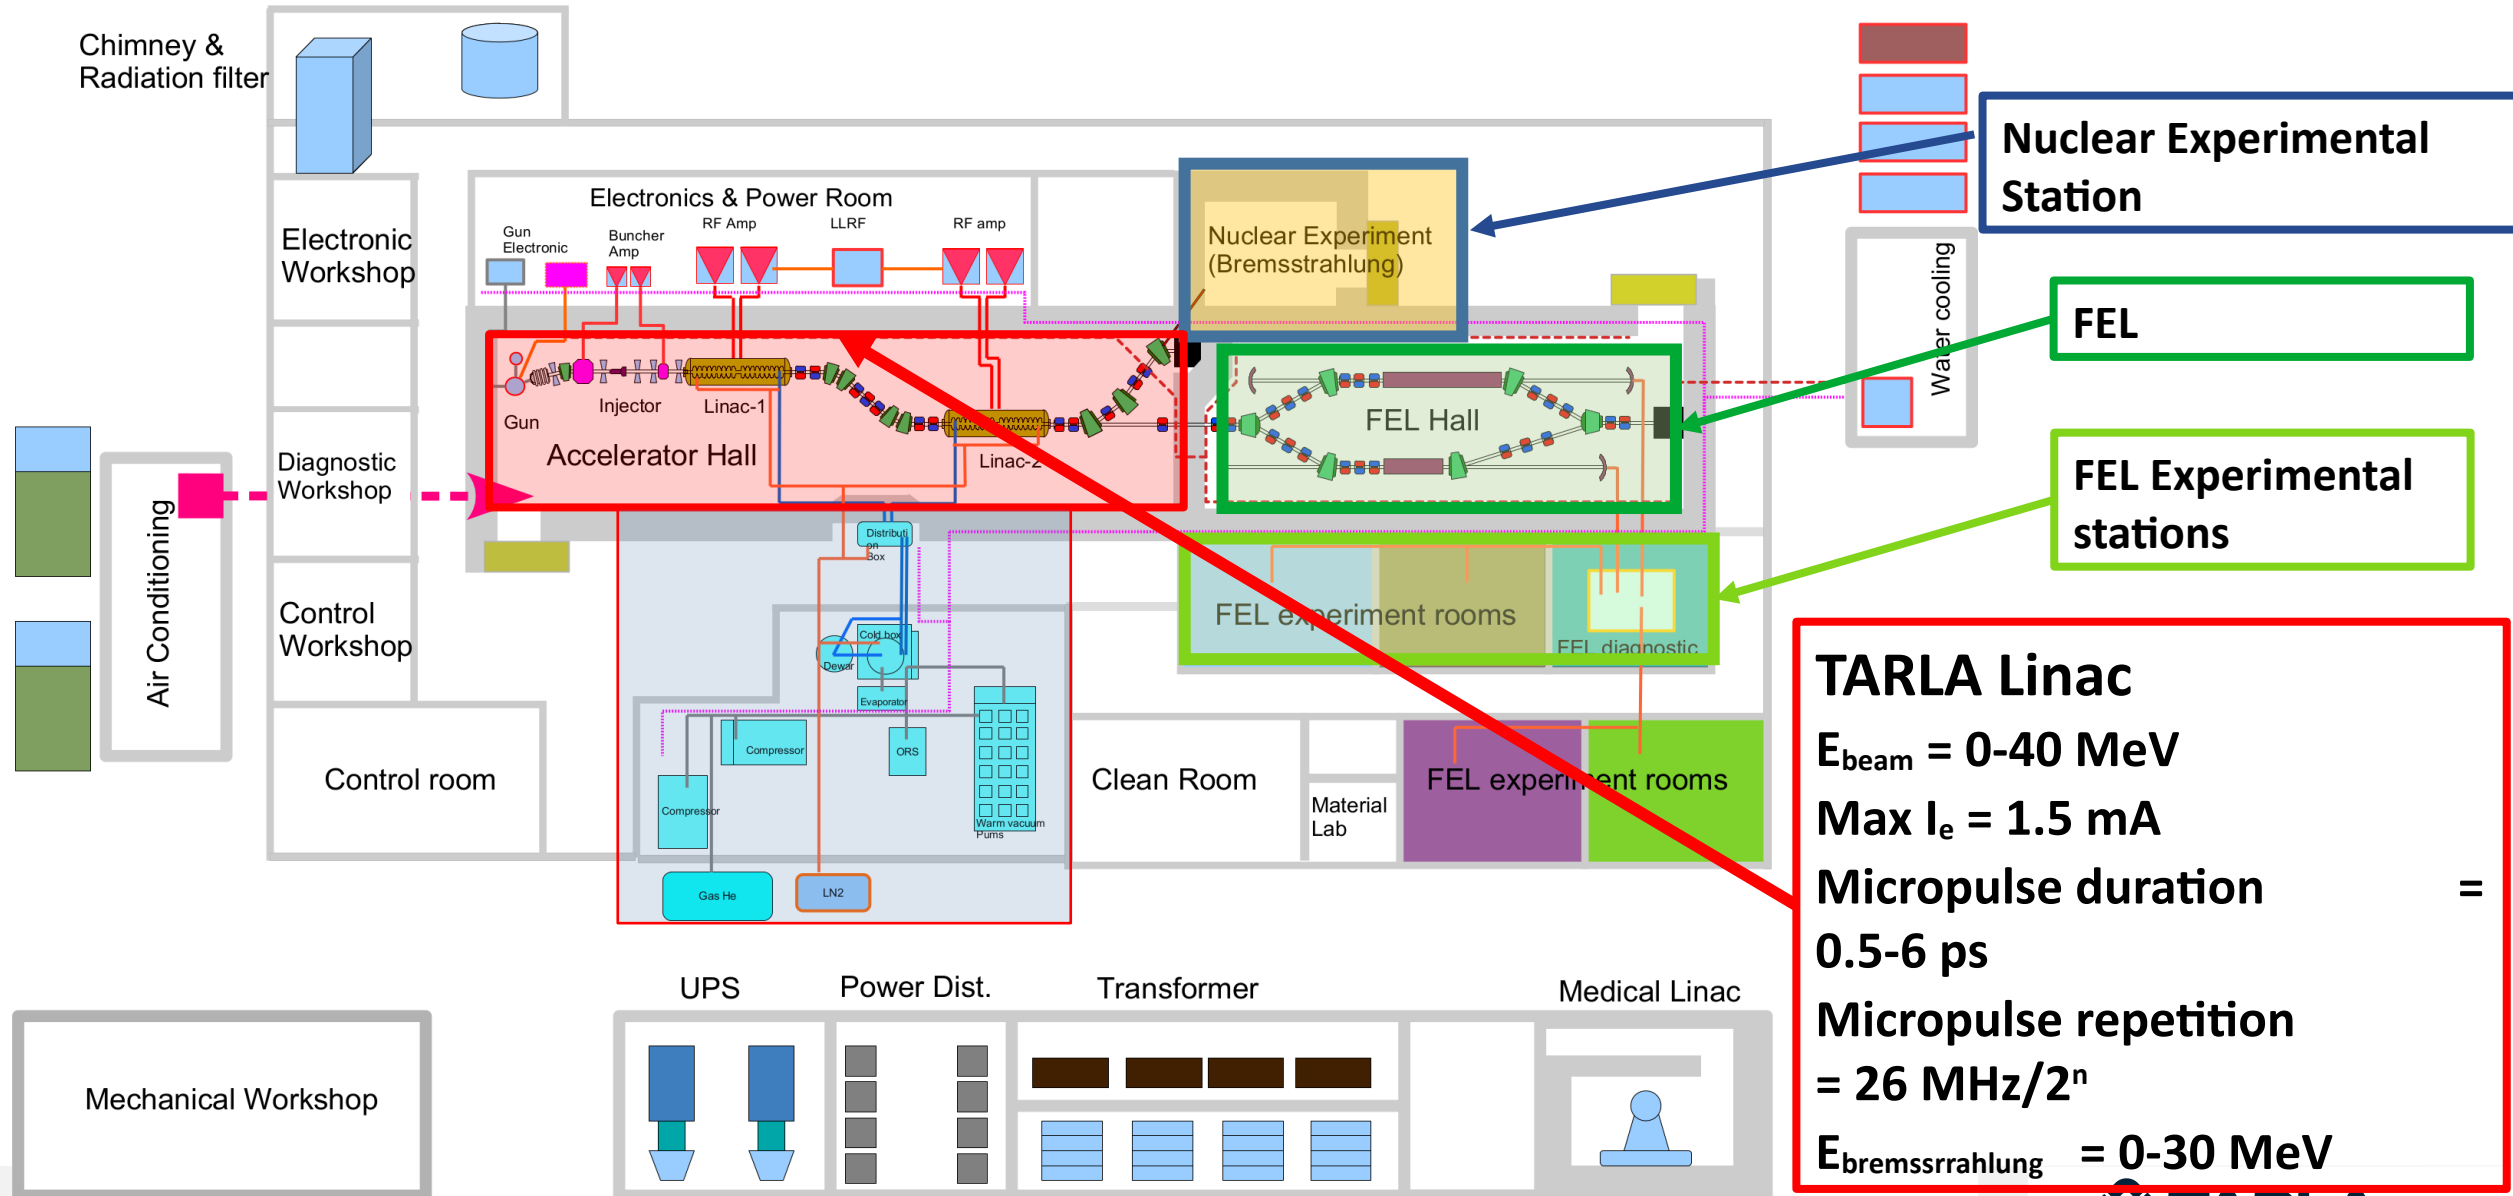 Chimney &
Radiation filter
Electronic
Workshop
Diagnostic
Workshop
Control
Workshop
Control room
Air Conditioning
Electronics & Power Room
Gun
Electronic
Buncher
Amp
RF Amp
LLRF
RF amp
Nuclear Experiment
(Bremsstrahlung)
Gun
Injector
Linac-1
Linac-2
Accelerator Hall
FEL Hall
Water cooling
Distributi
on
Box
Cold box
Dewar
Evaporator
Compressor
ORS
Compressor
Warm vacuum
Pums
Gas He
LN2
FEL experiment rooms
FEL diagnostic
Clean Room
Material
Lab
FEL experiment rooms
Nuclear Experimental
Station
FEL
FEL Experimental
stations
TARLA Linac
Ebeam = 0-40 MeV
Max Ie = 1.5 mA
Micropulse duration =
0.5-6 ps
Micropulse repetition
= 26 MHz/2ⁿ
Ebremssrrahlung = 0-30 MeV
UPS
Power Dist.
Transformer
Medical Linac
Mechanical Workshop